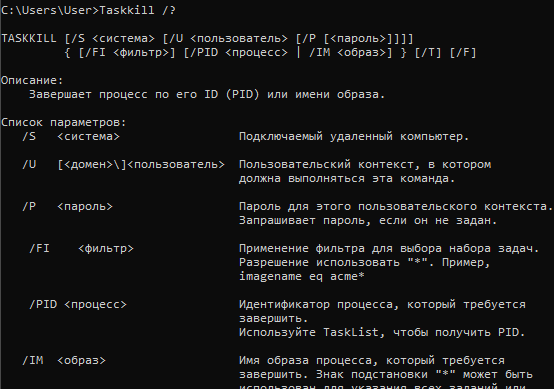 C:\Users\User>Taskkill /?
TASKKILL [/S <система> [/U <пользователь> [/P [<пароль>]]]]
{ [/FI <фильтр>] [/PID <процесс> | /IM <образ>] } [/T] [/F]
Описание:
Завершает процесс по его ID (PID) или имени образа.
Список параметров:
/S <система> Подключаемый удаленный компьютер.
/U [<домен>\]<пользователь> Пользовательский контекст, в котором
должна выполняться эта команда.
/P <пароль> Пароль для этого пользовательского контекста.
Запрашивает пароль, если он не задан.
/FI <фильтр> Применение фильтра для выбора набора задач.
Разрешение использовать "*". Пример,
imagename eq acme*
/PID <процесс> Идентификатор процесса, который требуется
завершить.
Используйте TaskList, чтобы получить PID.
/IM <образ> Имя образа процесса, который требуется
завершить. Знак подстановки "*" может быть
использован для указания всех заданий или